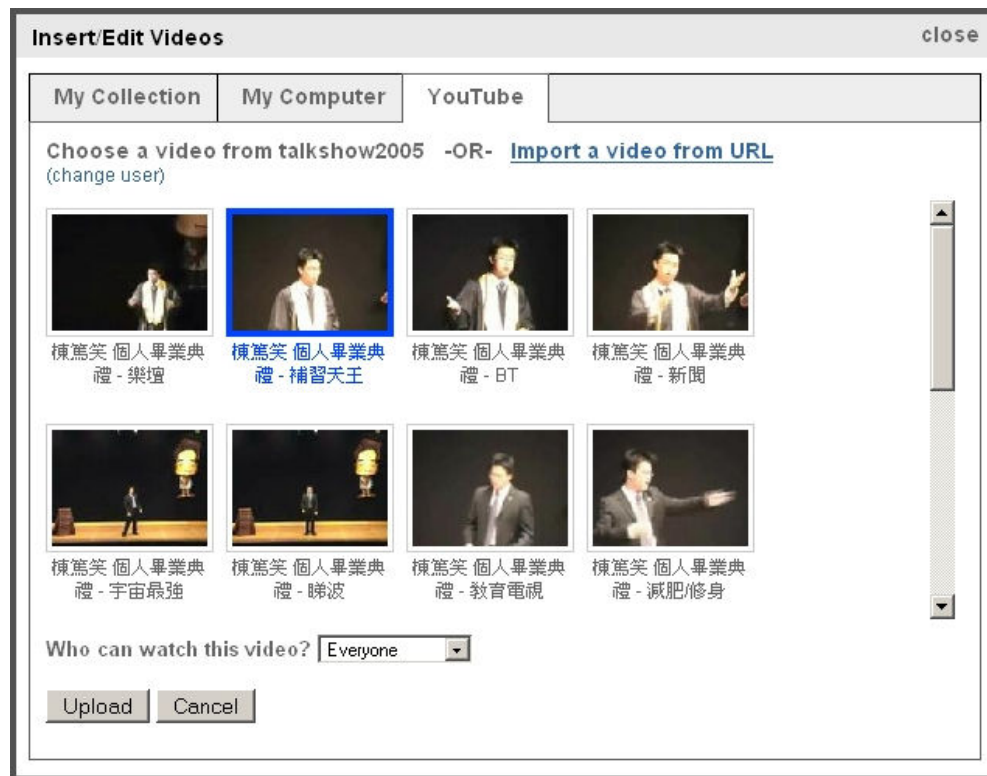 Insert/Edit Videos
close
My Collection
My Computer
YouTube
Choose a video from talkshow2005 -OR- Import a video from URL
(change user)
棟篤笑 個人畢業典
禮 - 樂壇
棟篤笑 個人畢業典
禮 - 補習天王
棟篤笑 個人畢業典
禮 - BT
棟篤笑 個人畢業典
禮 - 新聞
棟篤笑 個人畢業典
禮 - 宇宙最強
棟篤笑 個人畢業典
禮 - 睇波
棟篤笑 個人畢業典
禮 - 教育電視
棟篤笑 個人畢業典
禮 - 減肥/修身
Who can watch this video? Everyone
Upload
Cancel